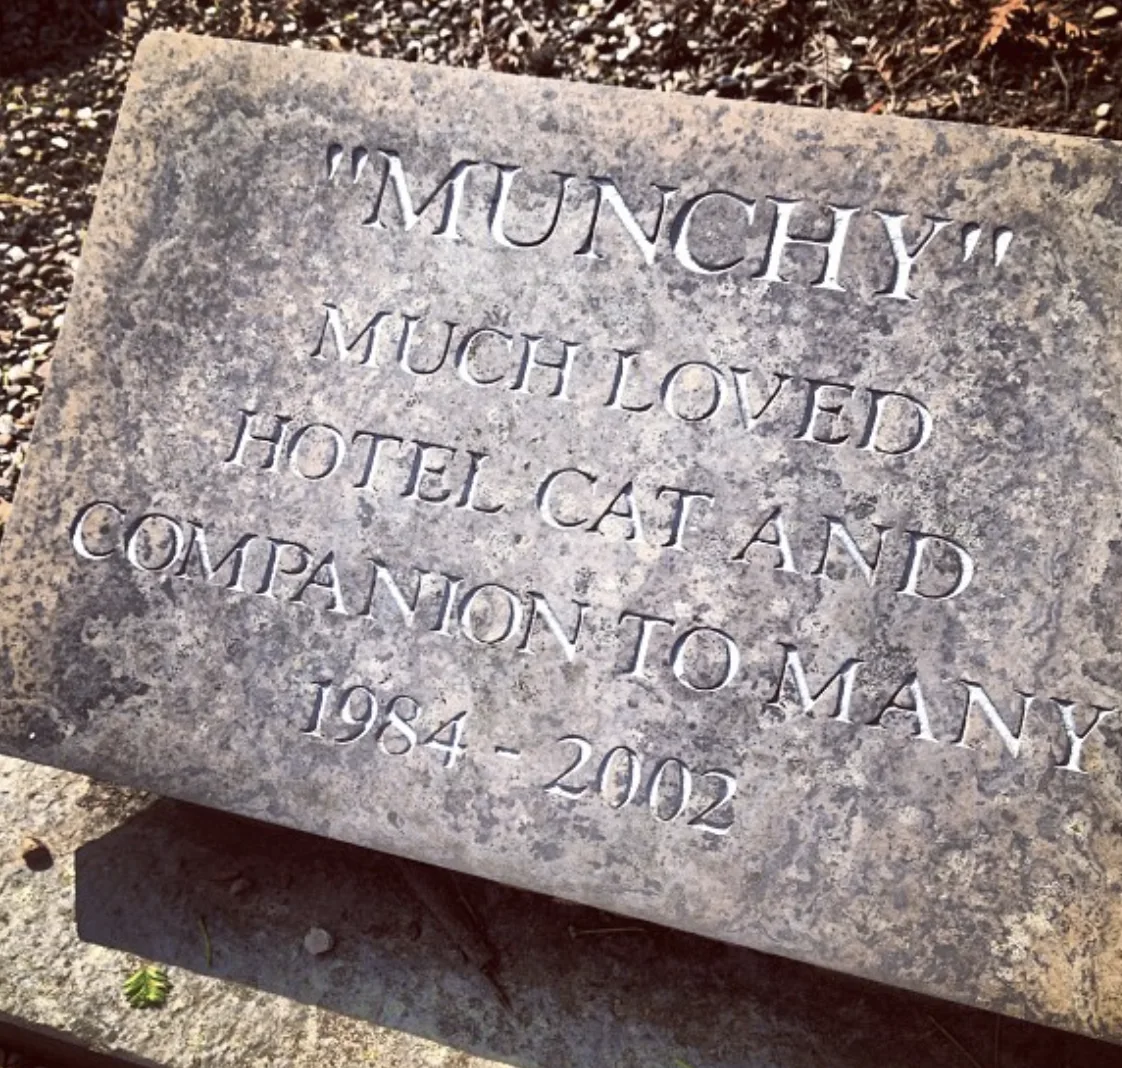 "MUNCHY"
MUCH LOVED
HOTEL CAT AND
COMPANION TO MANY
1984 - 2002